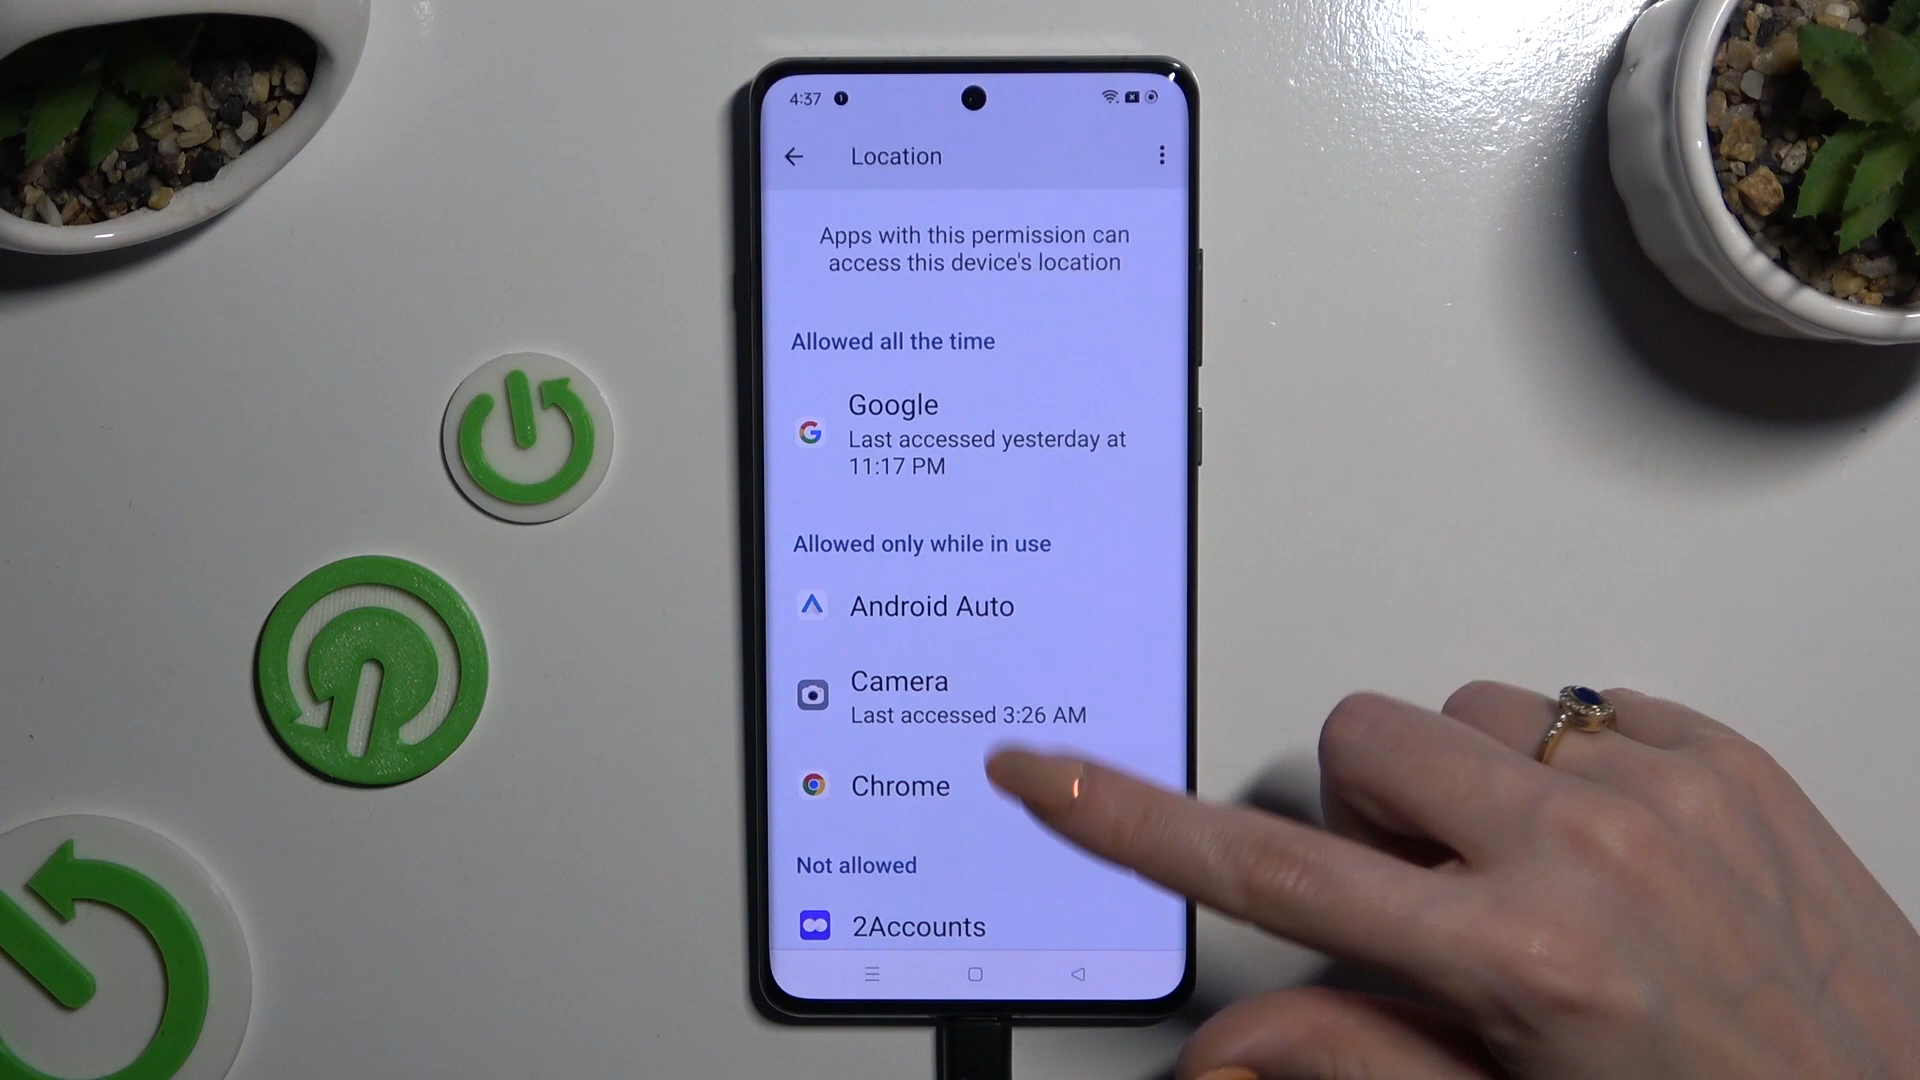 4:37
Location
Apps with this permission can
access this device's location
Allowed all the time
Google
Last accessed yesterday at
11:17 PM
Allowed only while in use
Android Auto
Camera
Last accessed 3:26 AM
Chrome
Not allowed
2Accounts